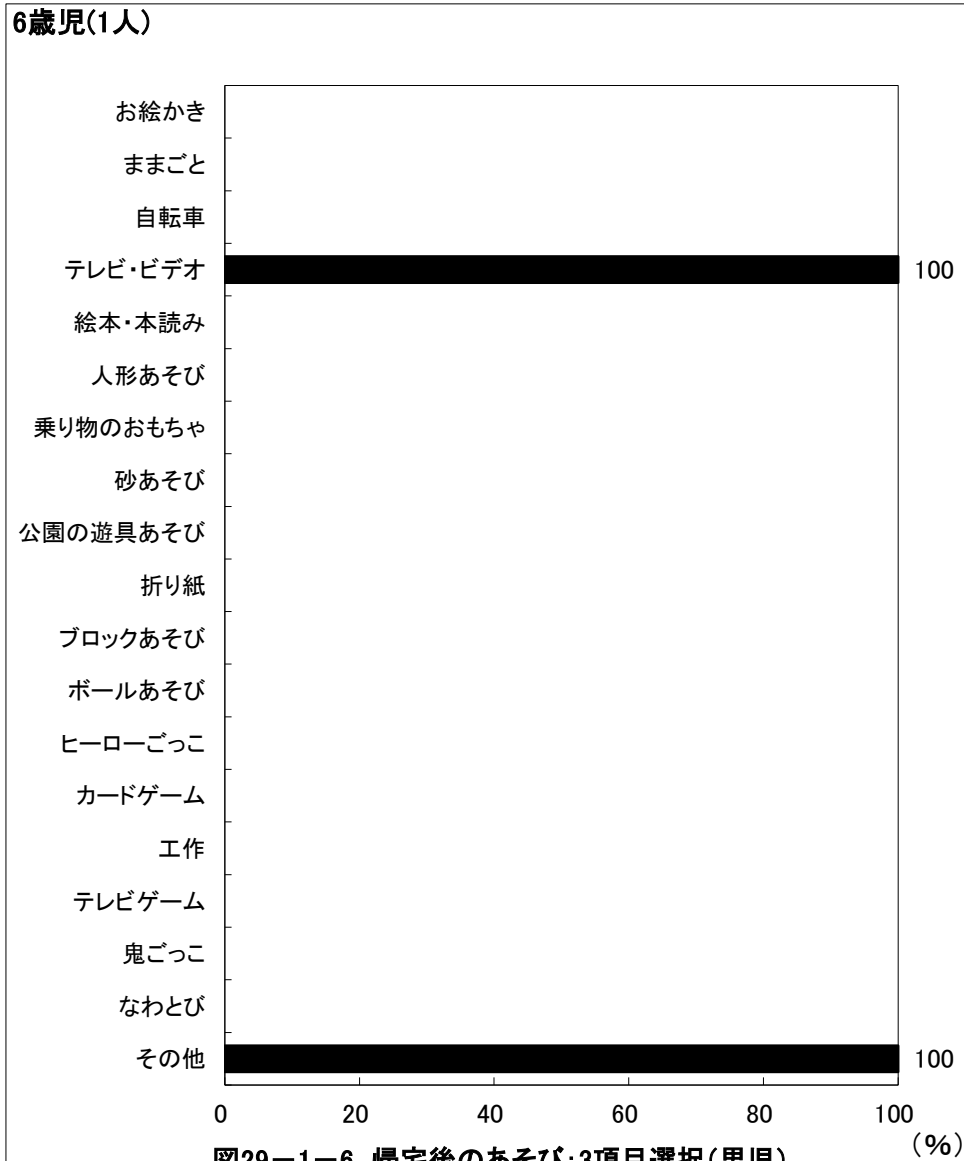 6歳児(1人)
お絵かき
ままごと
自転車
テレビ・ビデオ 100
絵本・本読み
人形あそび
乗り物のおもちゃ
砂あそび
公園の遊具あそび
折り紙
ブロックあそび
ボールあそび
ヒーローごっこ
カードゲーム
工作
テレビゲーム
鬼ごっこ
なわとび
その他 100
0 20 40 60 80 100
(%)
図29－1－6 帰宅後のあそび:3項目選択(男児)